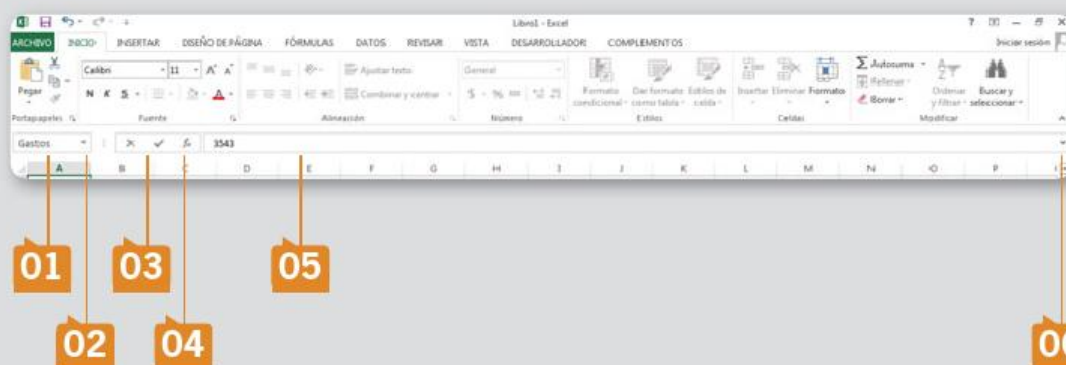 Libro1 - Excel
ARCHIVO INICIO INSERTAR DISEÑO DE PÁGINA FÓRMULAS DATOS REVISAR VISTA DESARROLLADOR COMPLEMENTOS Iniciar sesión
Pegar Calibri 11 Ajustar texto General Formato condicional Dar formato como tabla Estilos de celda Insertar Eliminar Formato Autosuma Ordenar y filtrar Buscar y seleccionar
N K S Combinar y centrar $ % Rellenar
Borrar
Portapapeles Fuente Alineación Número Estilos Celdas Modificar
Gastos fx 3543
A B C D E F G H I J K L M N O P
01 03 05
02 04